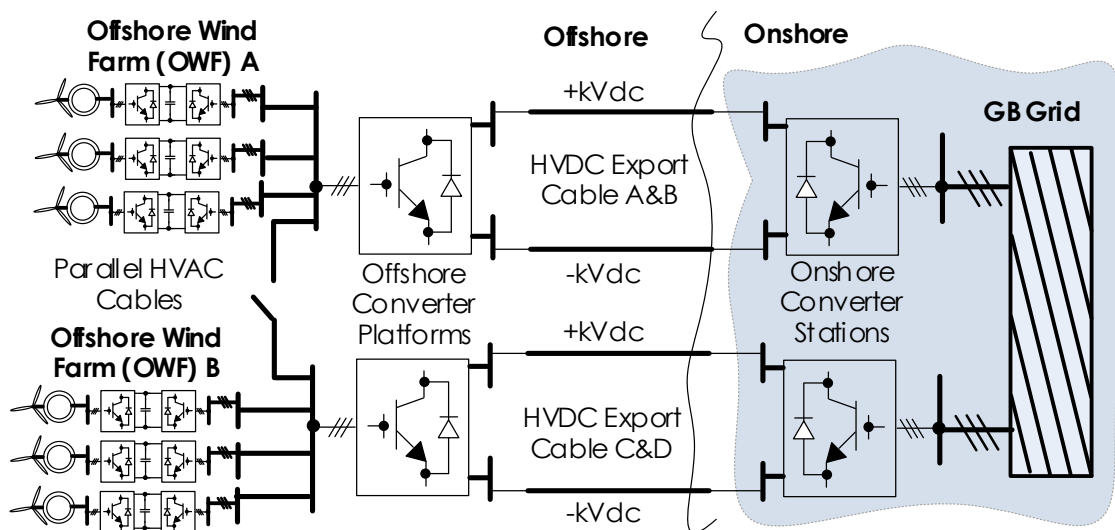 Offshore Wind
Farm (OWF) A
Offshore
Onshore
+kVdc
GB Grid
HVDC Export
Cable A&B
Parallel HVAC
Cables
-kVdc
Offshore
Converter
Platforms
Onshore
Converter
Stations
Offshore Wind
Farm (OWF) B
+kVdc
HVDC Export
Cable C&D
-kVdc